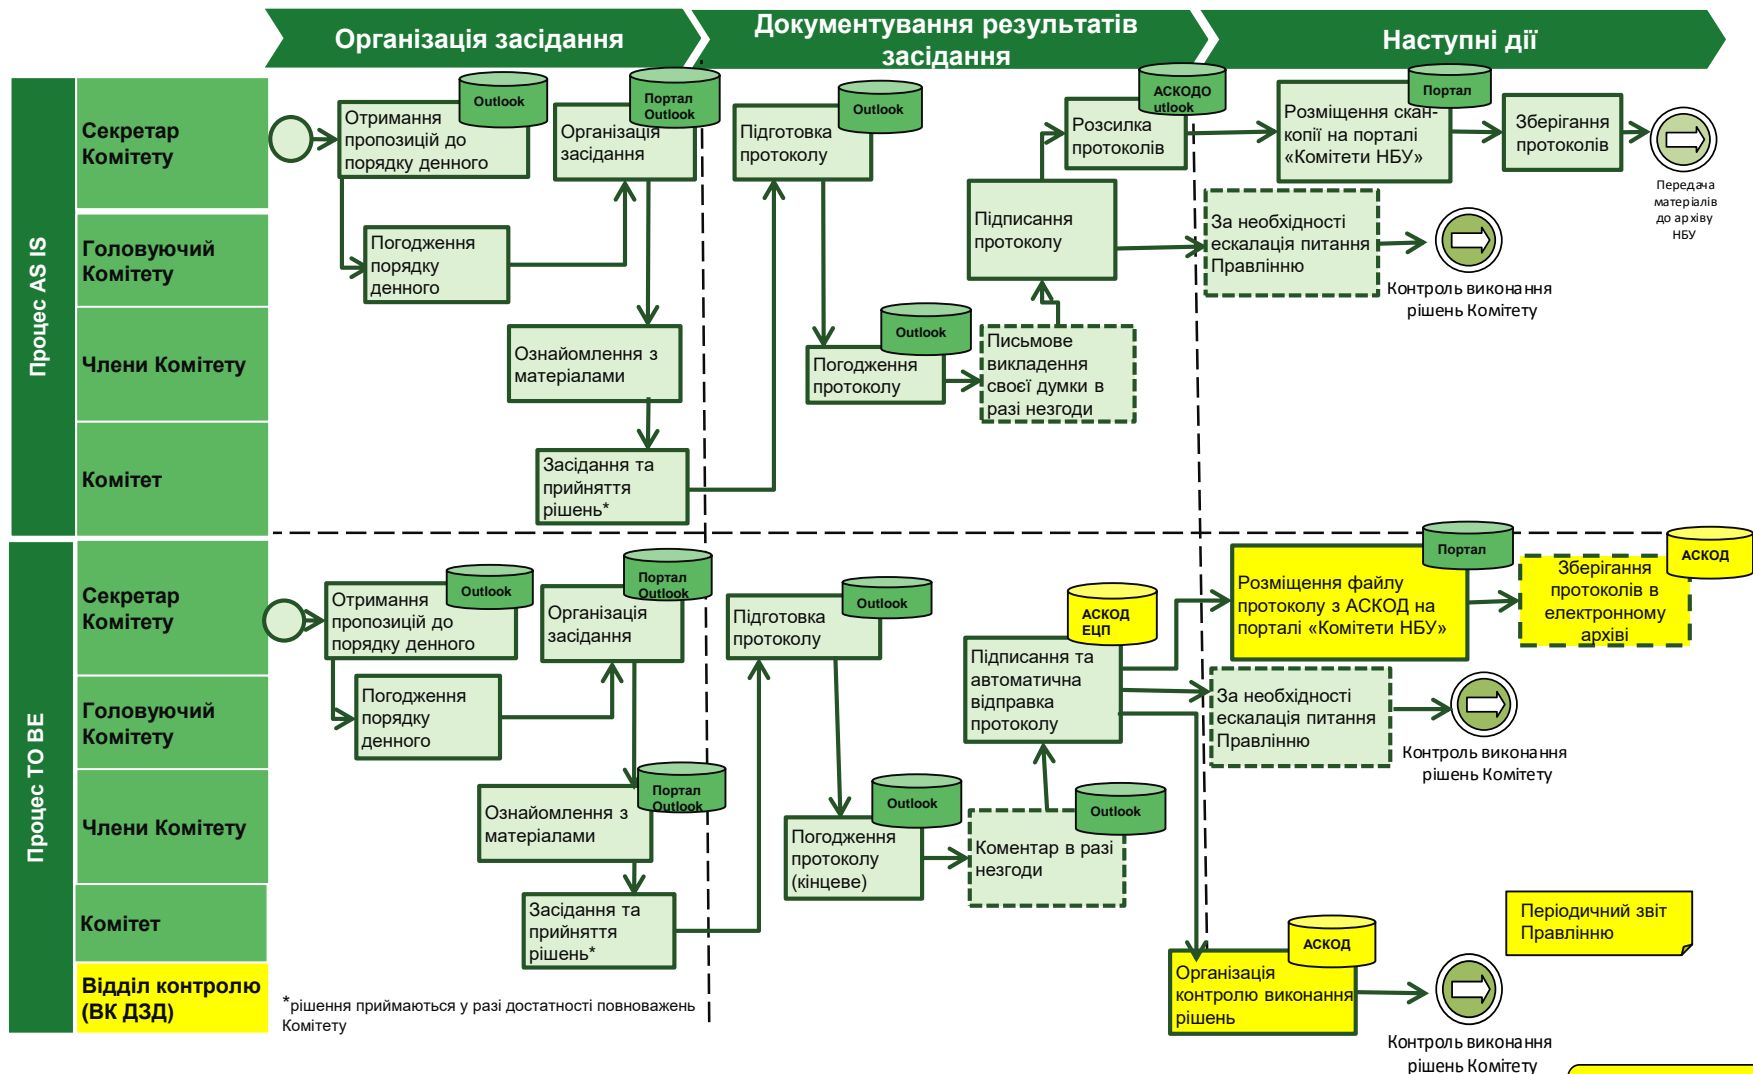 Організація засідання
Документування результатів
засідання
Наступні дії
Процес AS IS
Секретар
Комітету
Головуючий
Комітету
Члени Комітету
Комітет
Отримання
пропозицій до
порядку денного
Outlook
Організація
засідання
Портал
Outlook
Погодження
порядку
денного
Ознайомлення з
матеріалами
Засідання та
прийняття
рішень*
Підготовка
протоколу
Outlook
Погодження
протоколу
Outlook
Письмове
викладення
своєї думки в
разі незгоди
Підписання
протоколу
Розсилка
протоколів
АСКОДО
utlook
Розміщення скан-
копії на порталі
«Комітети НБУ»
Портал
Зберігання
протоколів
Передача
матеріалів
до архіву
НБУ
За необхідності
ескалація питання
Правлінню
Контроль виконання
рішень Комітету
Процес TO BE
Секретар
Комітету
Головуючий
Комітету
Члени Комітету
Комітет
Відділ контролю
(ВК ДЗД)
Отримання
пропозицій до
порядку денного
Outlook
Організація
засідання
Портал
Outlook
Погодження
порядку
денного
Ознайомлення з
матеріалами
Портал
Outlook
Засідання та
прийняття
рішень*
Підготовка
протоколу
Outlook
Погодження
протоколу
(кінцеве)
Outlook
Коментар в разі
незгоди
Outlook
Підписання та
автоматична
відправка
протоколу
АСКОД
ЕЦП
Розміщення файлу
протоколу з АСКОД на
порталі «Комітети НБУ»
Портал
Зберігання
протоколів в
електронному
архіві
АСКОД
За необхідності
ескалація питання
Правлінню
Контроль виконання
рішень Комітету
Організація
контролю виконання
рішень
АСКОД
Контроль виконання
рішень Комітету
Періодичний звіт
Правлінню
*рішення приймаються у разі достатності повноважень
Комітету